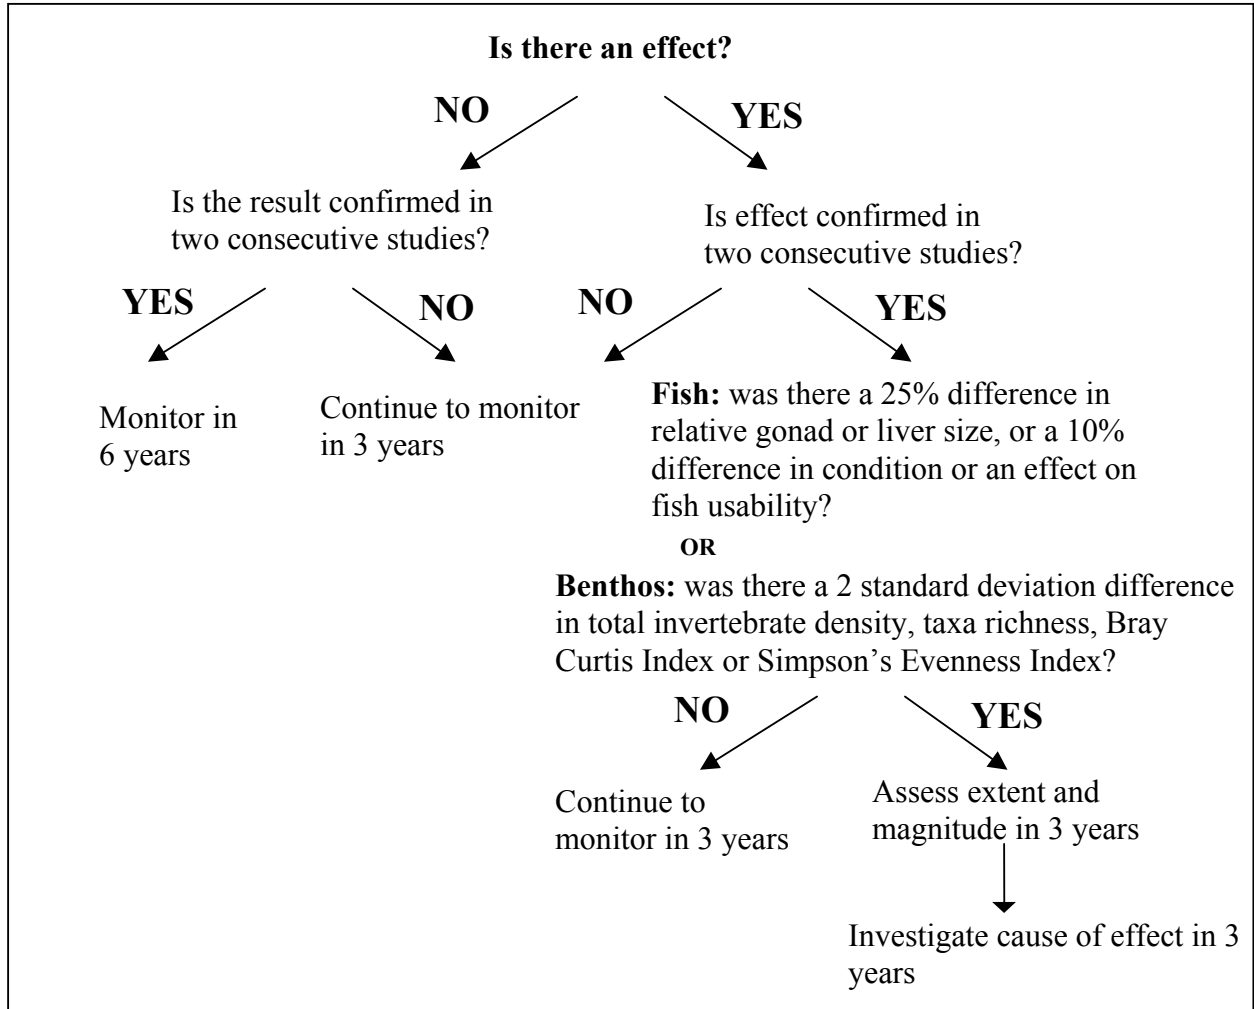 Is there an effect?
NO
YES
Is the result confirmed in
two consecutive studies?
Is effect confirmed in
two consecutive studies?
YES
NO
NO
YES
Monitor in
6 years
Continue to monitor
in 3 years
Fish: was there a 25% difference in
relative gonad or liver size, or a 10%
difference in condition or an effect on
fish usability?
OR
Benthos: was there a 2 standard deviation difference
in total invertebrate density, taxa richness, Bray
Curtis Index or Simpson’s Evenness Index?
NO
YES
Continue to
monitor in 3 years
Assess extent and
magnitude in 3 years
Investigate cause of effect in 3
years